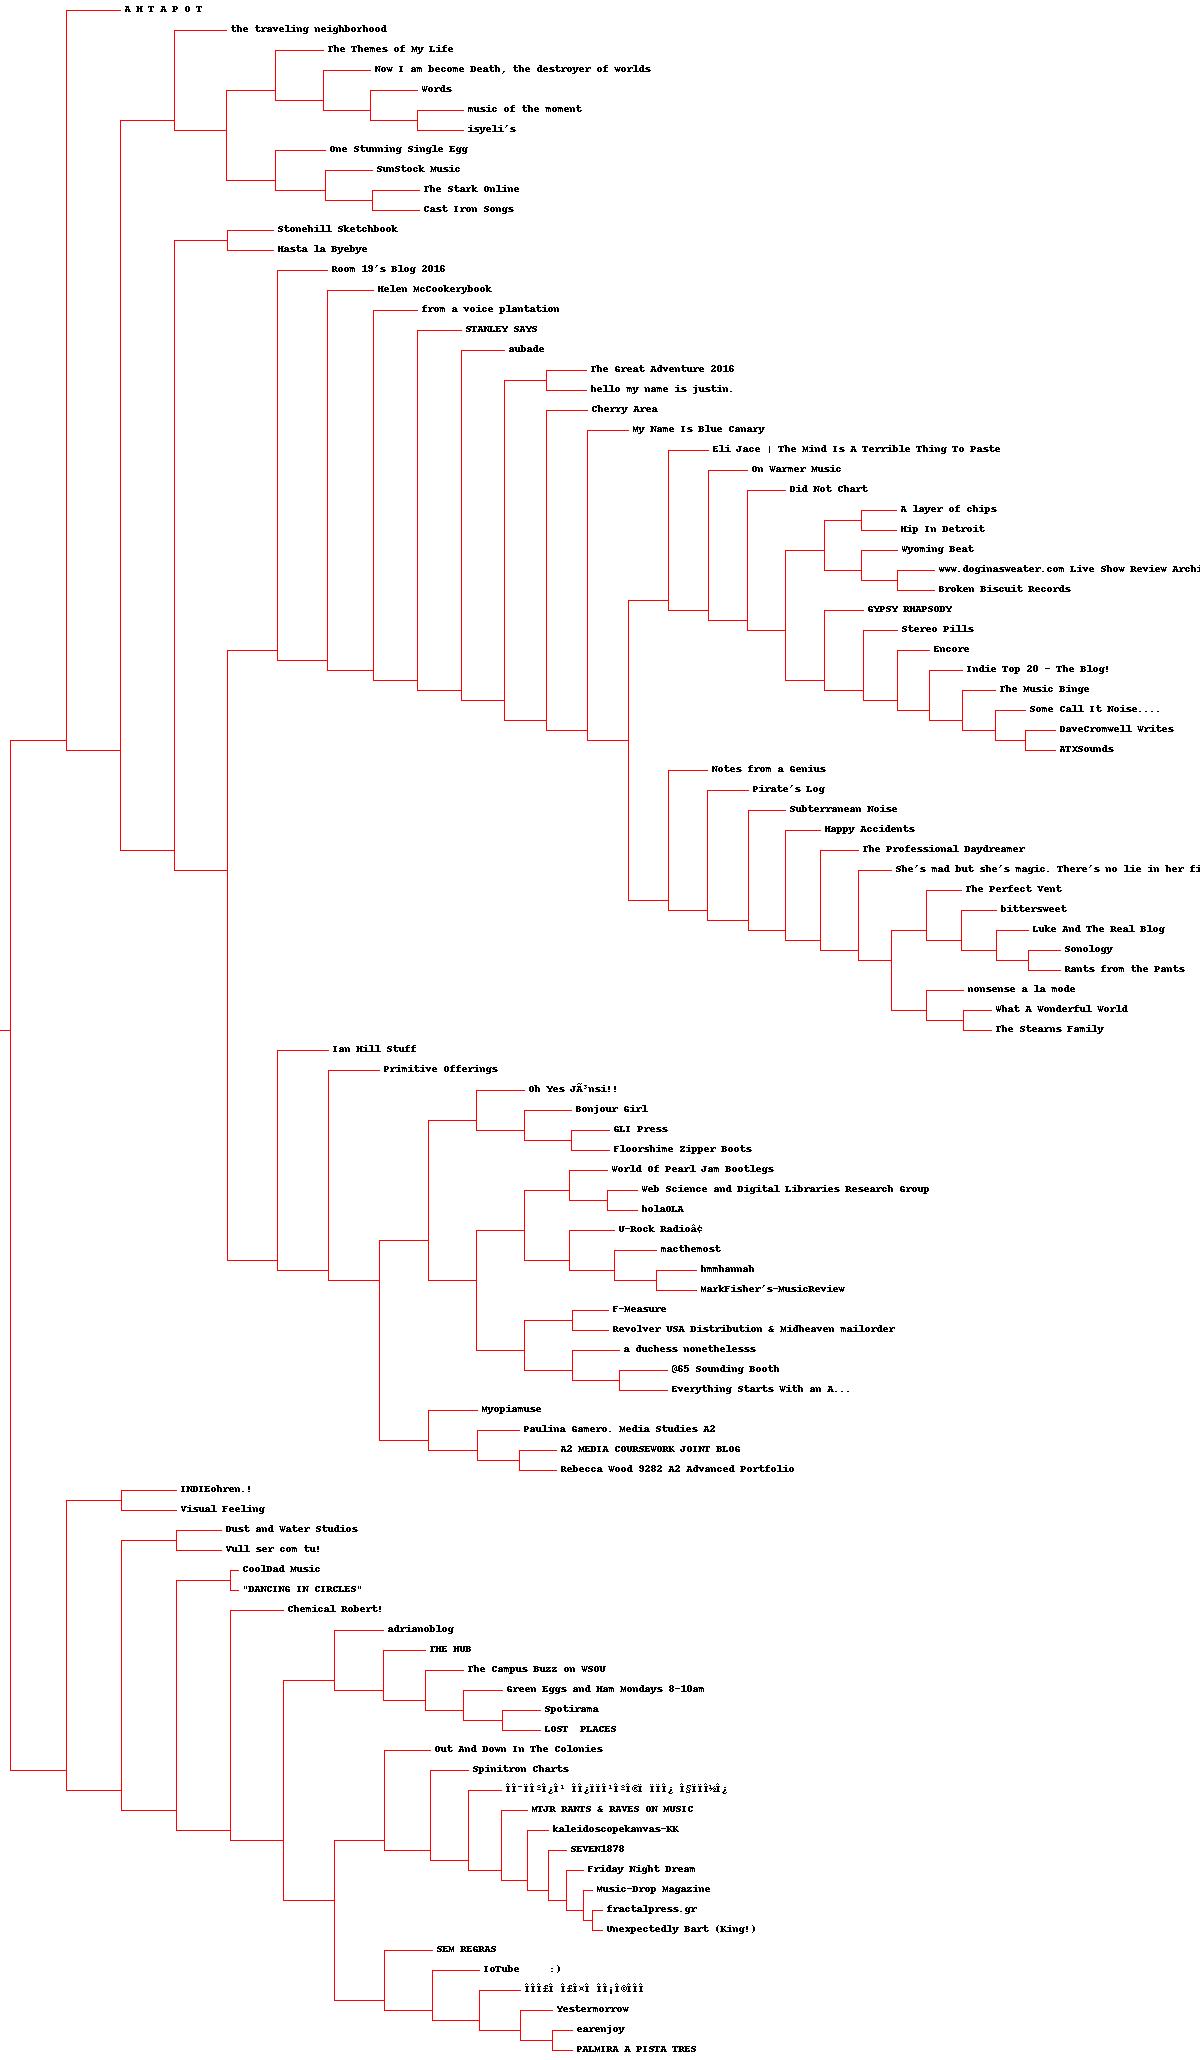 A H T A P O T
the traveling neighborhood
The Themes of My Life
Now I am become Death, the destroyer of worlds
Words
music of the moment
isyeli's
One Stunning Single Egg
SunStock Music
The Stark Online
Cast Iron Songs
Stonehill Sketchbook
Hasta la Byebye
Room 19's Blog 2016
Helen McCookerybook
from a voice plantation
STANLEY SAYS
aubade
The Great Adventure 2016
hello my name is justin.
Cherry Area
My Name Is Blue Canary
Eli Jace | The Mind Is A Terrible Thing To Paste
On Warmer Music
Did Not Chart
A layer of chips
Hip In Detroit
Wyoming Beat
www.doginasweater.com Live Show Review Archi
Broken Biscuit Records
GYPSY RHAPSODY
Stereo Pills
Encore
Indie Top 20 - The Blog!
The Music Binge
Some Call It Noise....
DaveCromwell Writes
ATXSounds
Notes from a Genius
Pirate's Log
Subterranean Noise
Happy Accidents
The Professional Daydreamer
She's mad but she's magic. There's no lie in her fi
The Perfect Vent
bittersweet
Luke And The Real Blog
Sonology
Rants from the Pants
nonsense a la mode
What A Wonderful World
The Stearns Family
Ian Hill Stuff
Primitive Offerings
Oh Yes JÃ³nsi!!
Bonjour Girl
GLI Press
Floorshime Zipper Boots
World Of Pearl Jam Bootlegs
Web Science and Digital Libraries Research Group
holaOLA
U-Rock Radioâ¢
macthemost
hmmhannah
MarkFisher's-MusicReview
F-Measure
Revolver USA Distribution & Midheaven mailorder
a duchess nonethelesss
@65 Sounding Booth
Everything Starts With an A...
Myopiamuse
Paulina Gamero. Media Studies A2
A2 MEDIA COURSEWORK JOINT BLOG
Rebecca Wood 9282 A2 Advanced Portfolio
INDIEohren.!
Visual Feeling
Dust and Water Studios
Vull ser com tu!
CoolDad Music
"DANCING IN CIRCLES"
Chemical Robert!
adrianoblog
THE HUB
The Campus Buzz on WSOU
Green Eggs and Ham Mondays 8-10am
Spotirama
LOST  PLACES
Out And Down In The Colonies
Spinitron Charts
MTJR RANTS & RAVES ON MUSIC
kaleidoscopekanvas-KK
SEVEN1878
Friday Night Dream
Music-Drop Magazine
fractalpress.gr
Unexpectedly Bart (King!)
SEM REGRAS
IoTube     :)
Yestermorrow
earenjoy
PALMIRA A PISTA TRES